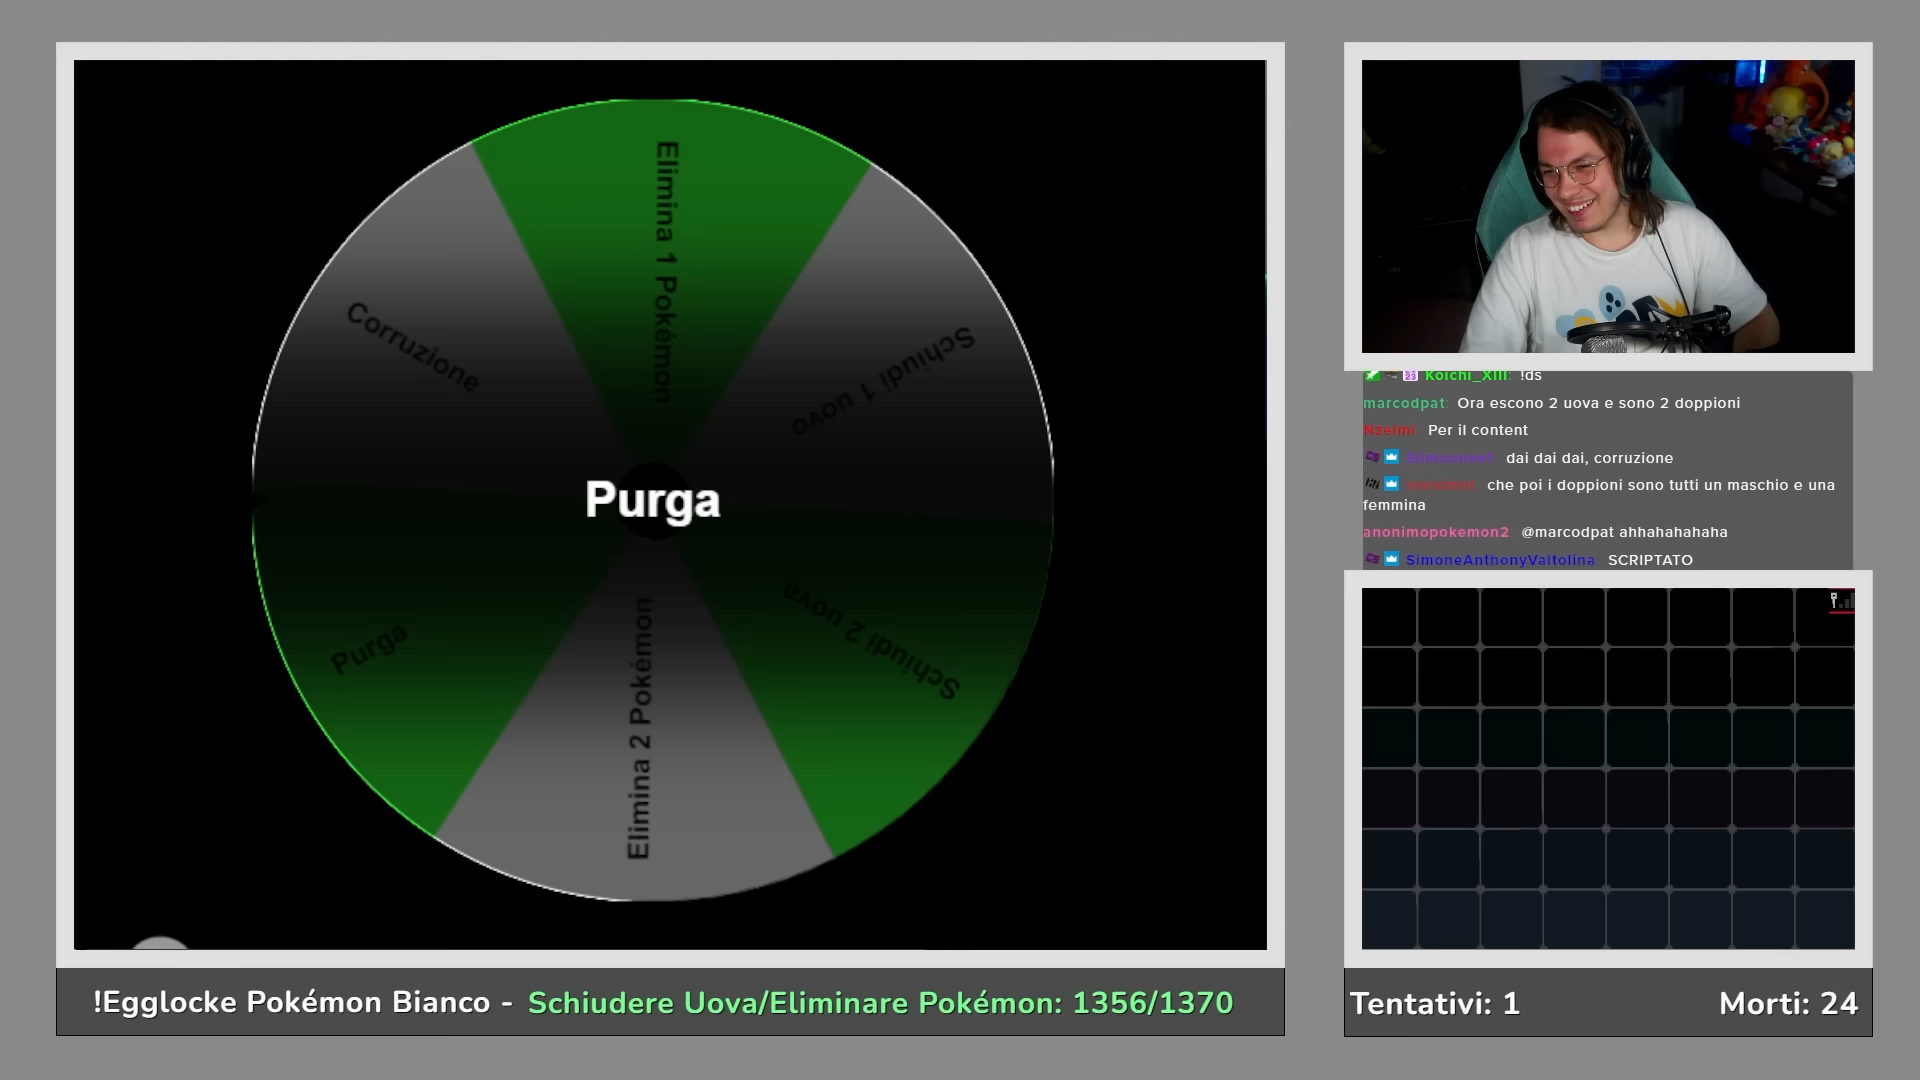 Elimina 1 Pokémon
Corruzione
Schiudi 1 uovo
Purga
Purga
Schiudi 2 uova
Elimina 2 Pokémon
Koichi_XIII: !ds
marcodpat: Ora escono 2 uova e sono 2 doppioni
Nzelmi: Per il content
dai dai dai, corruzione
che poi i doppioni sono tutti un maschio e una
femmina
anonimopokemon2: @marcodpat ahhahahahaha
SimoneAnthonyValtolina: SCRIPTATO
!Egglocke Pokémon Bianco - Schiudere Uova/Eliminare Pokémon: 1356/1370
Tentativi: 1
Morti: 24